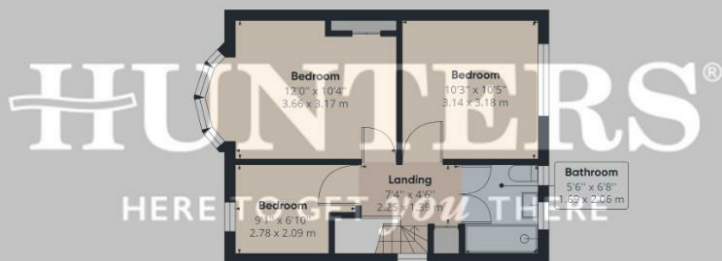 HUNTERS®
HERE TO GET you THERE
Bedroom
12'0" x 10'4"
3.66 x 3.17 m
Bedroom
10'3" x 10'5"
3.14 x 3.18 m
Landing
7'4" x 4'6"
2.25 x 1.39 m
Bathroom
5'6" x 6'8"
1.69 x 2.06 m
Bedroom
9'1" x 6'10"
2.78 x 2.09 m